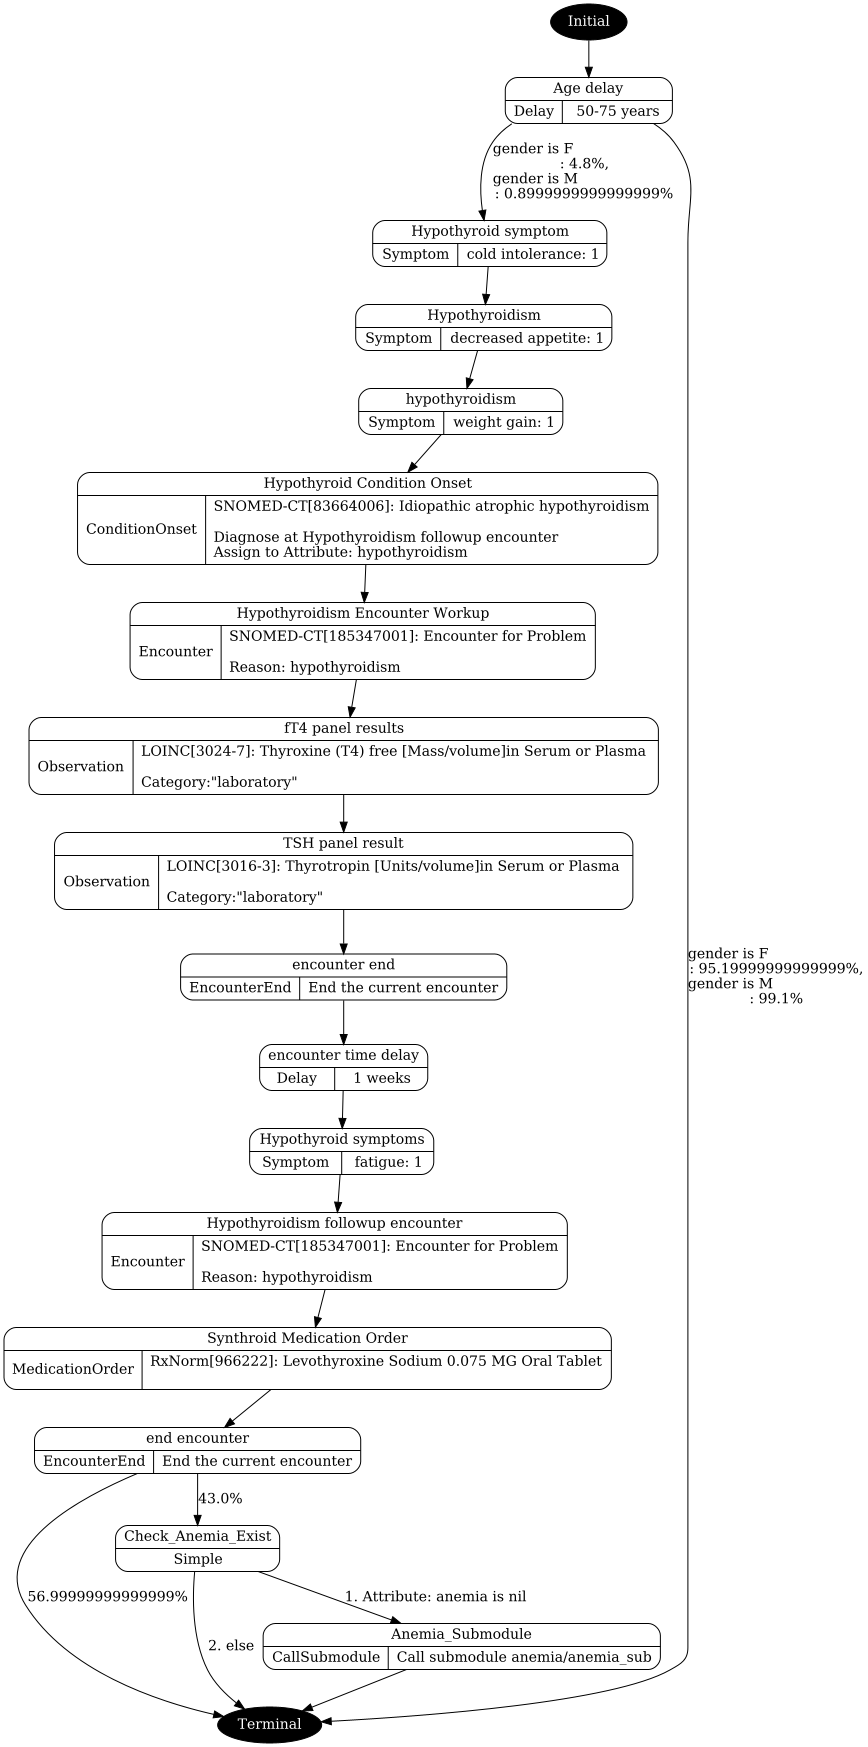 Initial
Age delay
Delay
50-75 years
gender is F
: 4.8%,
gender is M
: 0.8999999999999999%
Hypothyroid symptom
Symptom
cold intolerance: 1
Hypothyroidism
Symptom
decreased appetite: 1
hypothyroidism
Symptom
weight gain: 1
Hypothyroid Condition Onset
ConditionOnset
SNOMED-CT[83664006]: Idiopathic atrophic hypothyroidism
Diagnose at Hypothyroidism followup encounter
Assign to Attribute: hypothyroidism
Hypothyroidism Encounter Workup
Encounter
SNOMED-CT[185347001]: Encounter for Problem
Reason: hypothyroidism
fT4 panel results
Observation
LOINC[3024-7]: Thyroxine (T4) free [Mass/volume]in Serum or Plasma
Category:"laboratory"
TSH panel result
Observation
LOINC[3016-3]: Thyrotropin [Units/volume]in Serum or Plasma
Category:"laboratory"
gender is F
: 95.19999999999999%,
gender is M
: 99.1%
encounter end
EncounterEnd
End the current encounter
encounter time delay
Delay
1 weeks
Hypothyroid symptoms
Symptom
fatigue: 1
Hypothyroidism followup encounter
Encounter
SNOMED-CT[185347001]: Encounter for Problem
Reason: hypothyroidism
Synthroid Medication Order
MedicationOrder
RxNorm[966222]: Levothyroxine Sodium 0.075 MG Oral Tablet
end encounter
EncounterEnd
End the current encounter
43.0%
Check_Anemia_Exist
Simple
56.99999999999999%
1. Attribute: anemia is nil
2. else
Anemia_Submodule
CallSubmodule
Call submodule anemia/anemia_sub
Terminal